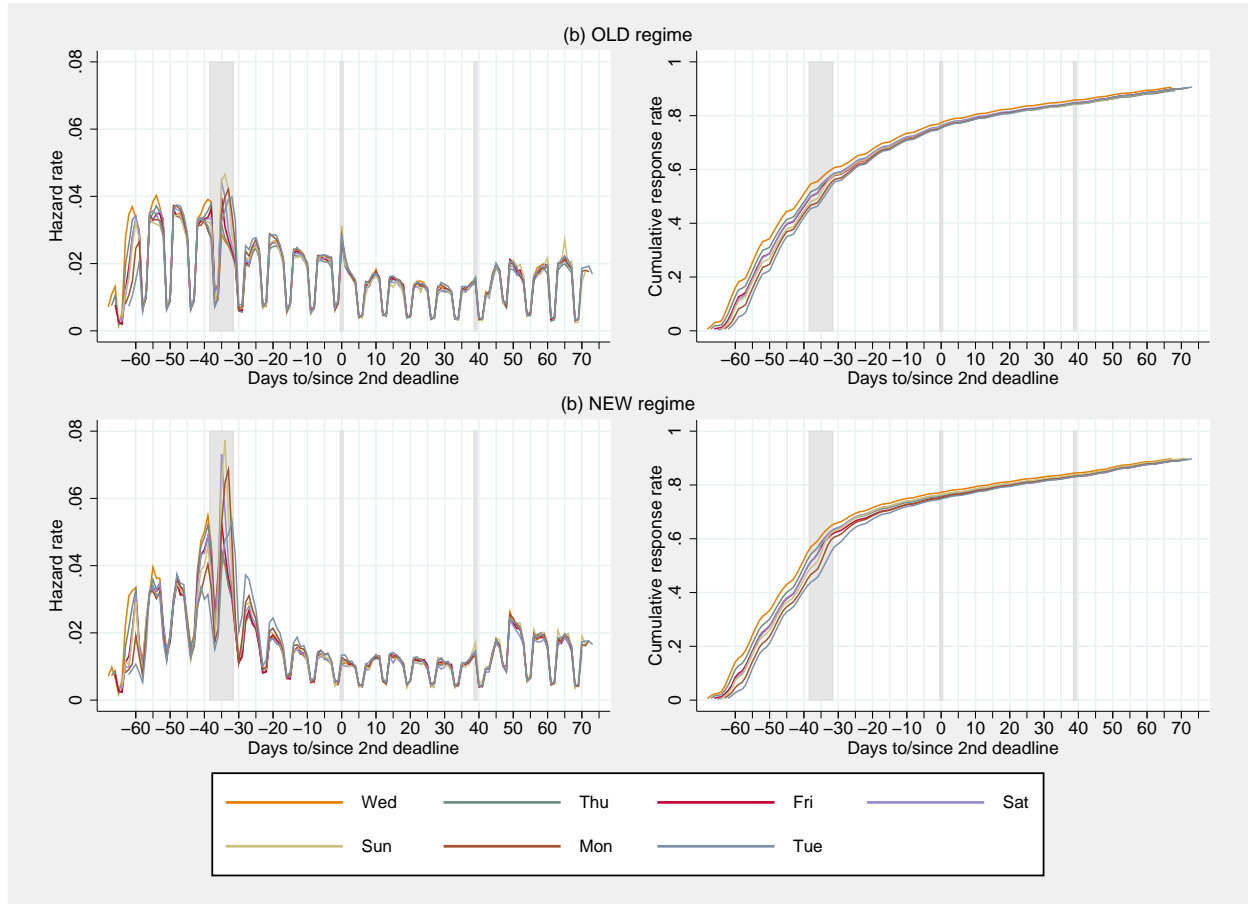 (b) OLD regime
Hazard rate
0 .02 .04 .06 .08
−60 −50 −40 −30 −20 −10 0 10 20 30 40 50 60 70
Days to/since 2nd deadline
Cumulative response rate
0 .2 .4 .6 .8 1
−60 −50 −40 −30 −20 −10 0 10 20 30 40 50 60 70
Days to/since 2nd deadline
(b) NEW regime
Hazard rate
0 .02 .04 .06 .08
−60 −50 −40 −30 −20 −10 0 10 20 30 40 50 60 70
Days to/since 2nd deadline
Cumulative response rate
0 .2 .4 .6 .8 1
−60 −50 −40 −30 −20 −10 0 10 20 30 40 50 60 70
Days to/since 2nd deadline
Wed Thu Fri Sat
Sun Mon Tue